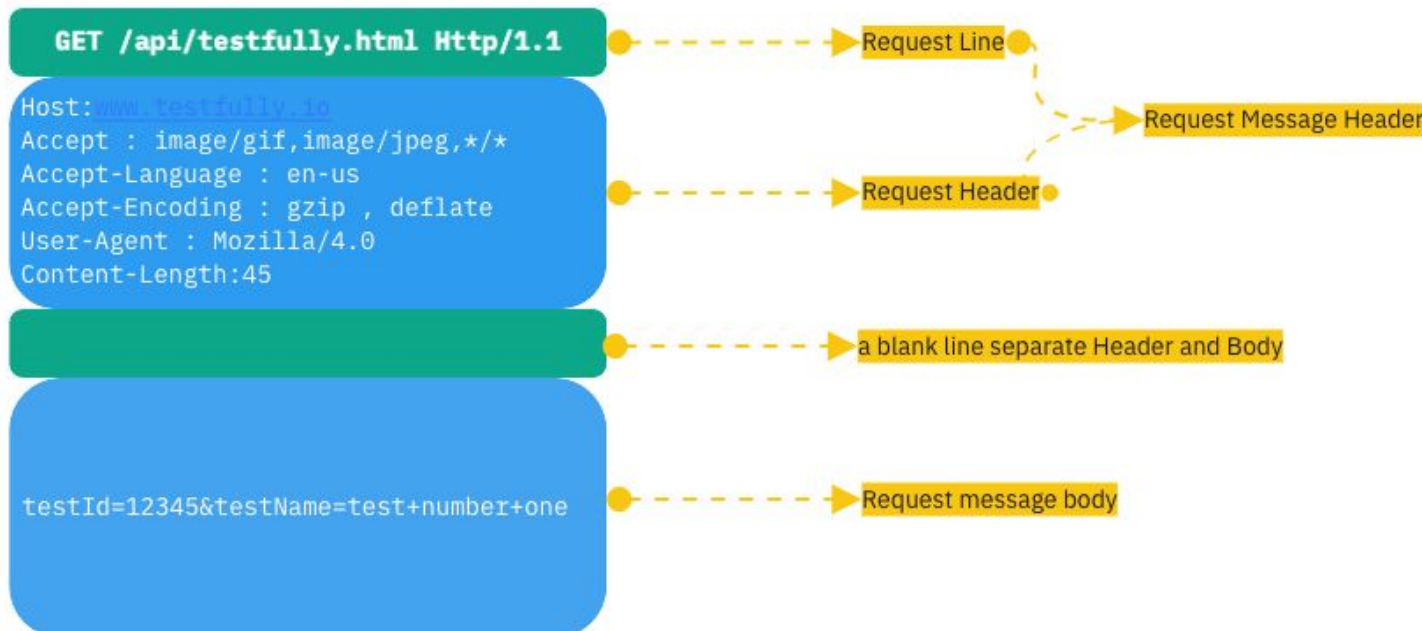 GET /api/testfully.html Http/1.1
Request Line
Host:www.testfully.io
Accept : image/gif,image/jpeg,*/*
Accept-Language : en-us
Accept-Encoding : gzip , deflate
User-Agent : Mozilla/4.0
Content-Length:45
Request Message Header
Request Header
a blank line separate Header and Body
testId=12345&testName=test+number+one
Request message body